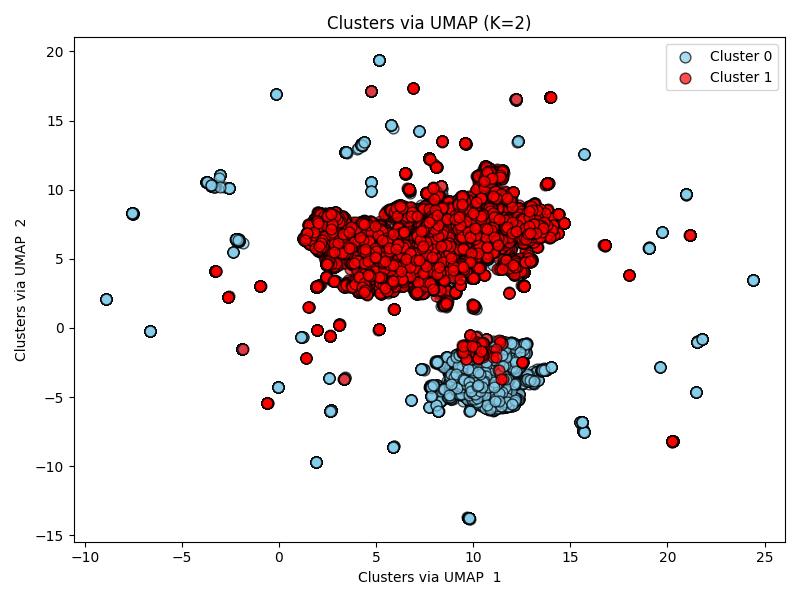 Clusters via UMAP (K=2)
Cluster 0
Cluster 1
20
15
10
5
0
−5
−10
−15
Clusters via UMAP  2
−10 −5 0 5 10 15 20 25
Clusters via UMAP  1